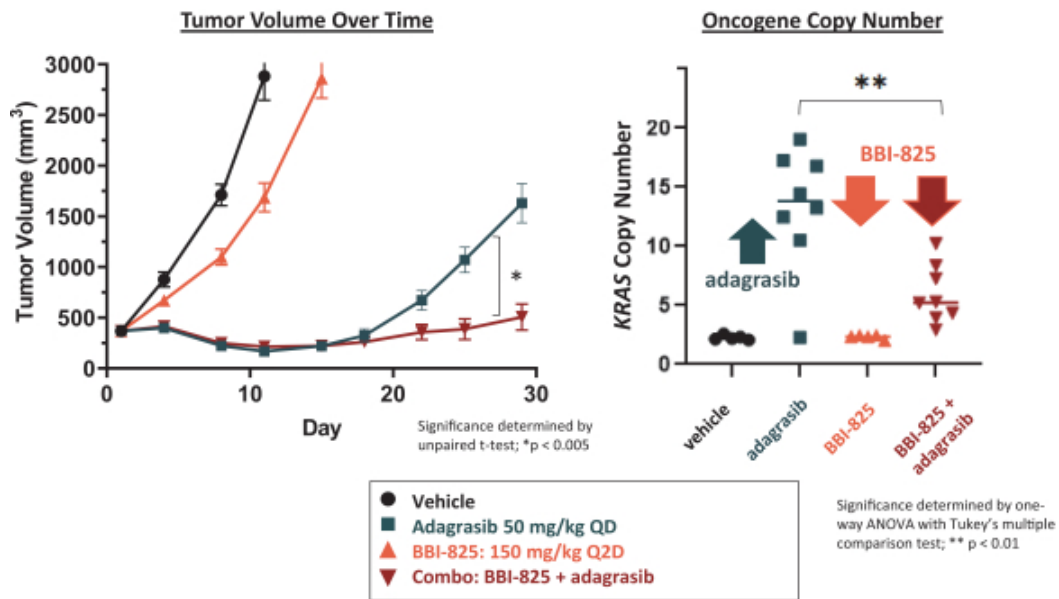 Tumor Volume Over Time
Oncogene Copy Number
Tumor Volume (mm³)
3000
2500
2000
1500
1000
500
0
0
10
20
30
Day
*
Significance determined by
unpaired t-test; *p < 0.005
KRAS Copy Number
20
15
10
5
0
**
BBI-825
adagrasib
vehicle
adagrasib
BBI-825
BBI-825 +
adagrasib
Vehicle
Adagrasib 50 mg/kg QD
BBI-825: 150 mg/kg Q2D
Combo: BBI-825 + adagrasib
Significance determined by one-
way ANOVA with Tukey's multiple
comparison test; ** p < 0.01